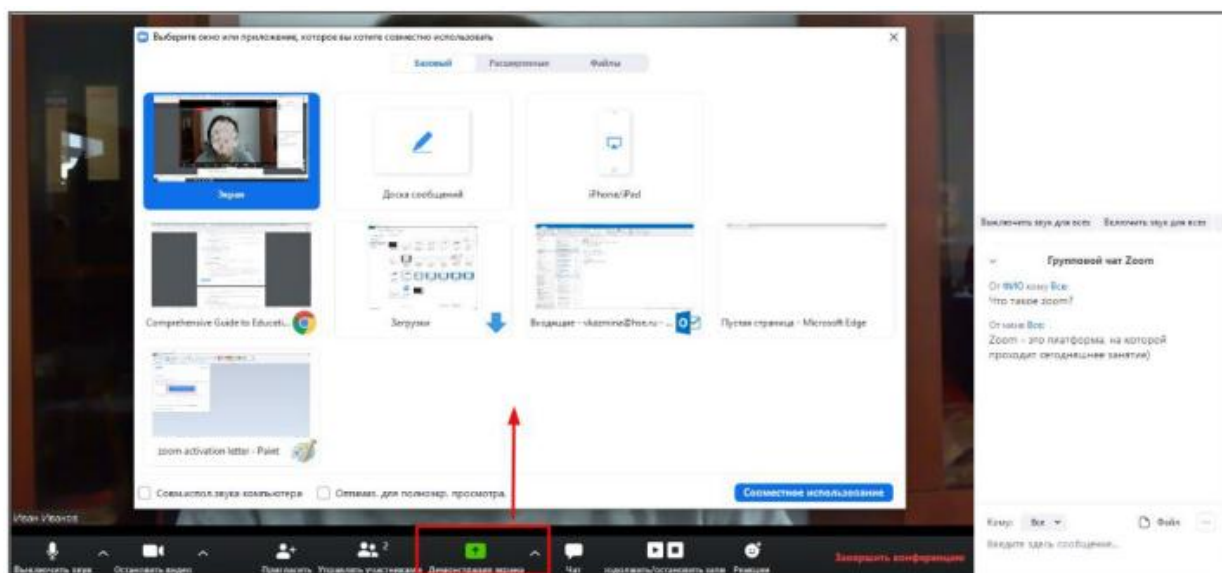 Выберите окно или приложение, которое вы хотите совместно использовать
Базовый Расширенные Файлы
Экран
Доска сообщений
iPhone/iPad
Comprehensive Guide to Educati...
Загрузки
Входящие - vkazmina@hse.ru - ...
Пустая страница - Microsoft Edge
zoom activation letter - Paint
Совм.испол.звука компьютера
Оптимиз. для полноэкр. просмотра.
Совместное использование
Иван Иванов
Выключить звук
Остановить видео
Пригласить
2
Управлять участниками
Демонстрация экрана
Чат
Реакции
Завершить конференцию
Выключить звук для всех Включить звук для всех
Групповой чат Zoom
кому Все:
Что такое zoom?
От меня Все:
Zoom - это платформа, на которой
проходит сегодняшнее занятие)
Кому: Все
Файл
Введите здесь сообщение...